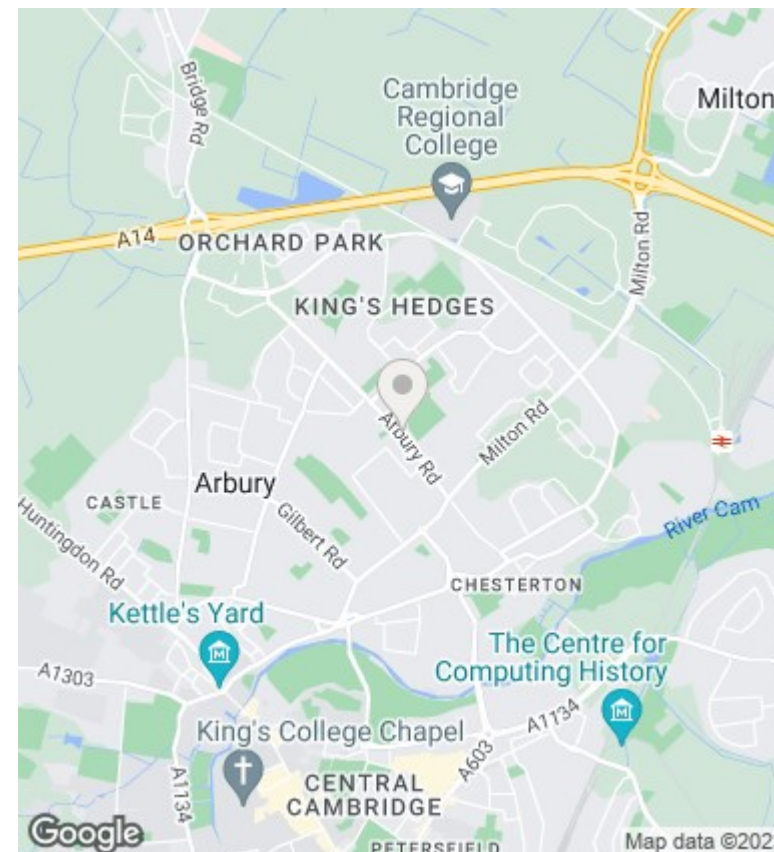 Bridge Rd
Cambridge
Regional
College
Milton
A14
ORCHARD PARK
Milton Rd
KING'S HEDGES
Arbury Rd
Milton Rd
Arbury
CASTLE
Gilbert Rd
Huntingdon Rd
River Cam
CHESTERTON
Kettle's Yard
The Centre for
Computing History
A1303
King's College Chapel
A1134
A603
A1134
CENTRAL
CAMBRIDGE
PETERSFIELD
Google
Map data ©202